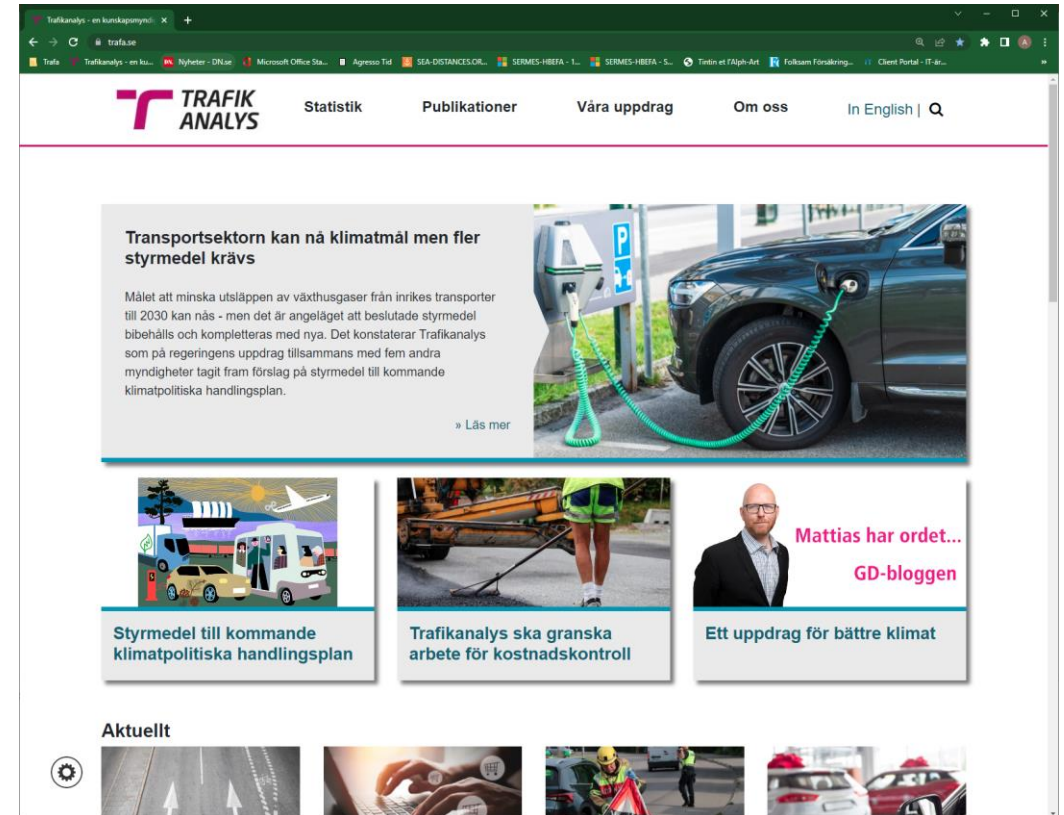 Trafikanalys - en kunskapsmyndi
trafa.se
Trafa
Trafikanalys - en ku...
DN.
Nyheter - DN.se
Microsoft Office Sta...
Agresso Tid
SEA-DISTANCES.OR...
SERMES-HBEFA - 1...
SERMES-HBEFA - S...
Tintin et l'Alph-Art
Folksam Försäkring...
Client Portal - IT-är...
TRAFIK
ANALYS
Statistik
Publikationer
Våra uppdrag
Om oss
In English |
Transportsektorn kan nå klimatmål men fler
styrmedel krävs
Målet att minska utsläppen av växthusgaser från inrikes transporter
till 2030 kan nås - men det är angeläget att beslutade styrmedel
bibehålls och kompletteras med nya. Det konstaterar Trafikanalys
som på regeringens uppdrag tillsammans med fem andra
myndigheter tagit fram förslag på styrmedel till kommande
klimatpolitiska handlingsplan.
» Läs mer
P
Mattias har ordet...
GD-bloggen
Styrmedel till kommande
klimatpolitiska handlingsplan
Trafikanalys ska granska
arbete för kostnadskontroll
Ett uppdrag för bättre klimat
Aktuellt